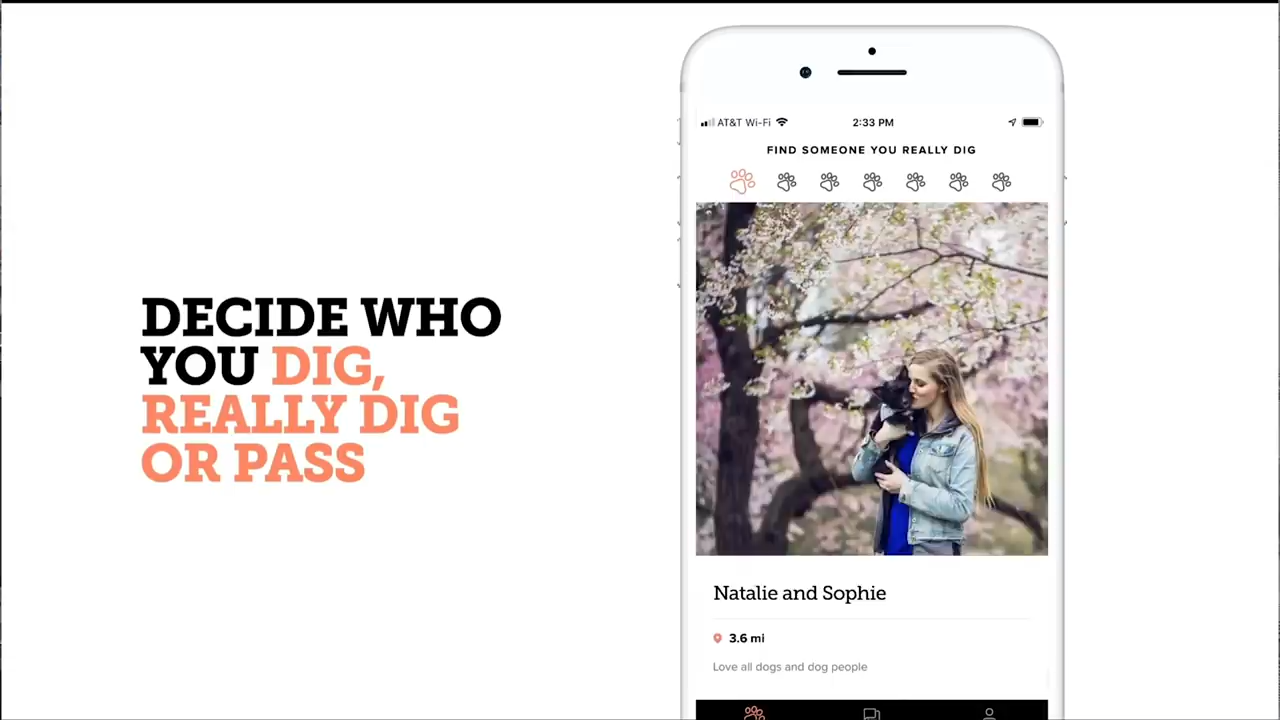 DECIDE WHO
YOU DIG,
REALLY DIG
OR PASS
AT&T Wi-Fi
2:33 PM
FIND SOMEONE YOU REALLY DIG
Natalie and Sophie
3.6 mi
Love all dogs and dog people